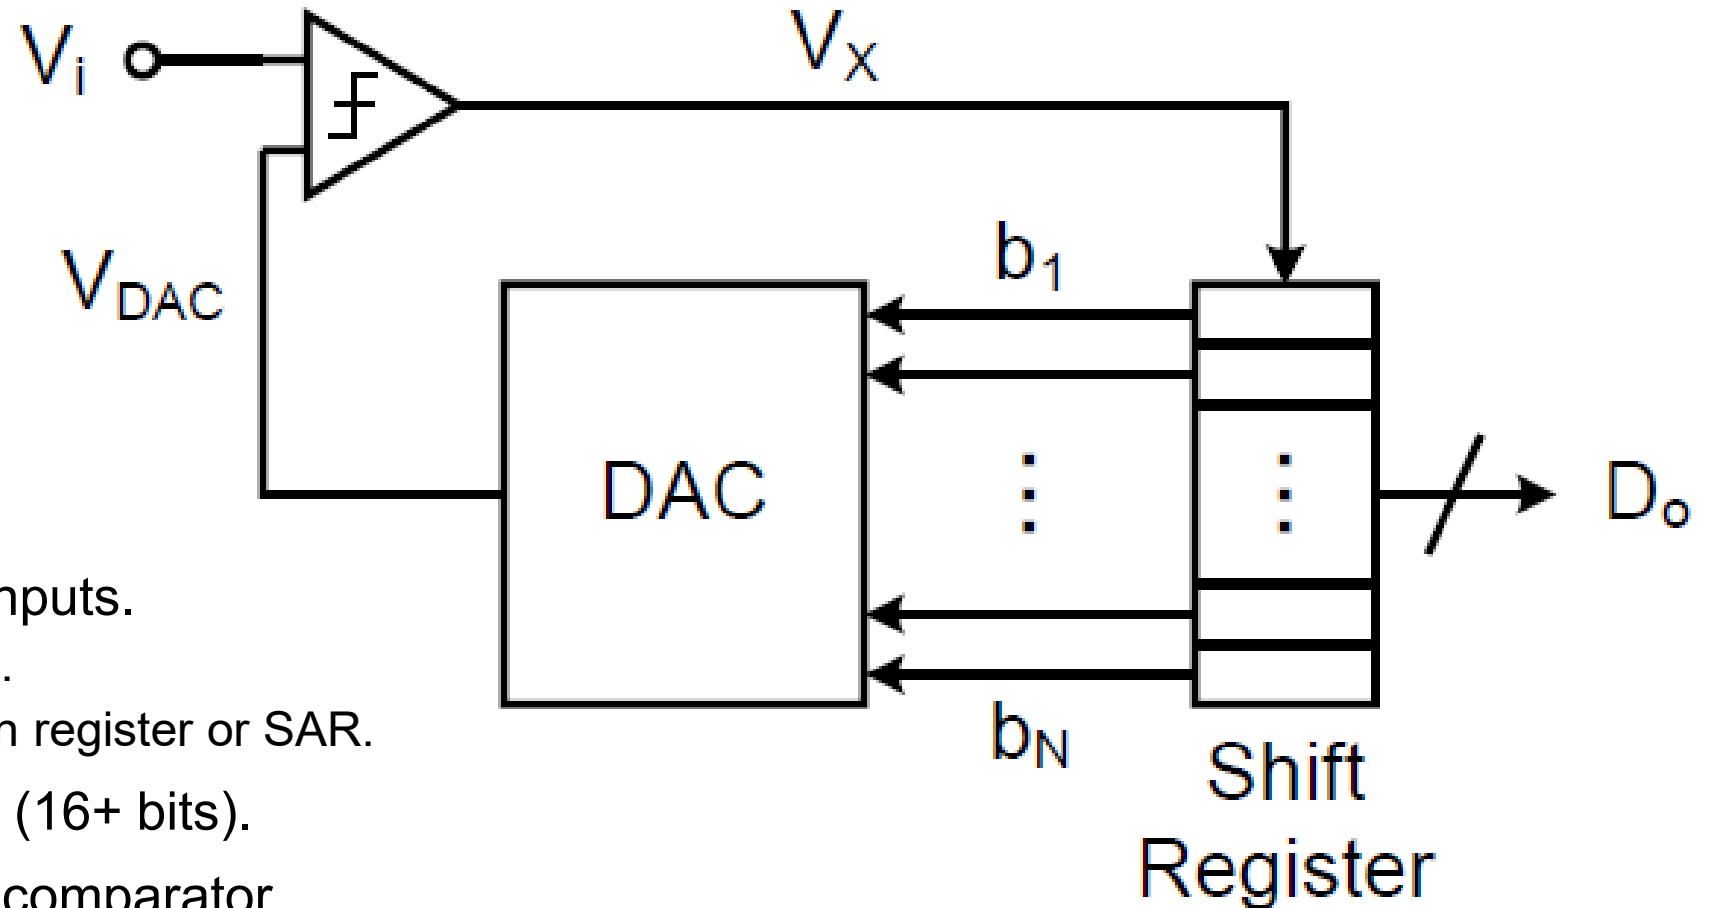 Vi
VX
VDAC
b1
DAC
Do
bN
Shift
Register
nputs.
.
n register or SAR.
(16+ bits).
comparator